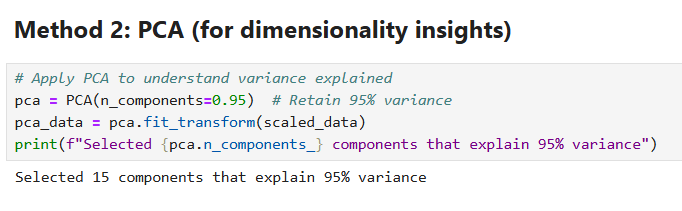 Method 2: PCA (for dimensionality insights)
# Apply PCA to understand variance explained
pca = PCA(n_components=0.95)  # Retain 95% variance
pca_data = pca.fit_transform(scaled_data)
print(f"Selected {pca.n_components_} components that explain 95% variance")
Selected 15 components that explain 95% variance